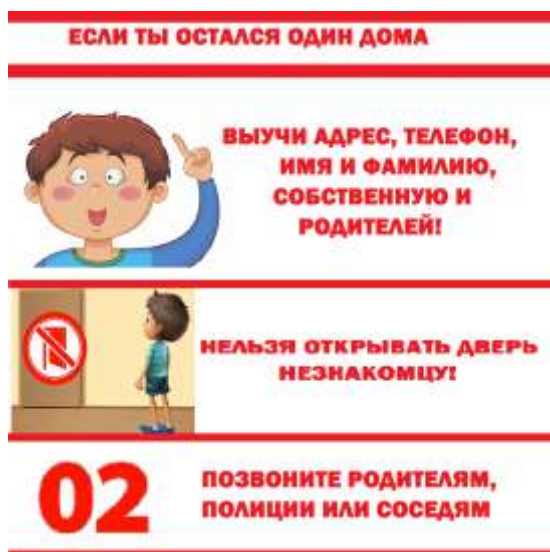 ЕСЛИ ТЫ ОСТАЛСЯ ОДИН ДОМА
ВЫУЧИ АДРЕС, ТЕЛЕФОН,
ИМЯ И ФАМИЛИЮ,
СОБСТВЕННУЮ И
РОДИТЕЛЕЙ!
НЕЛЬЗЯ ОТКРЫВАТЬ ДВЕРЬ
НЕЗНАКОМЦУ!
02
ПОЗВОНИТЕ РОДИТЕЛЯМ,
ПОЛИЦИИ ИЛИ СОСЕДЯМ